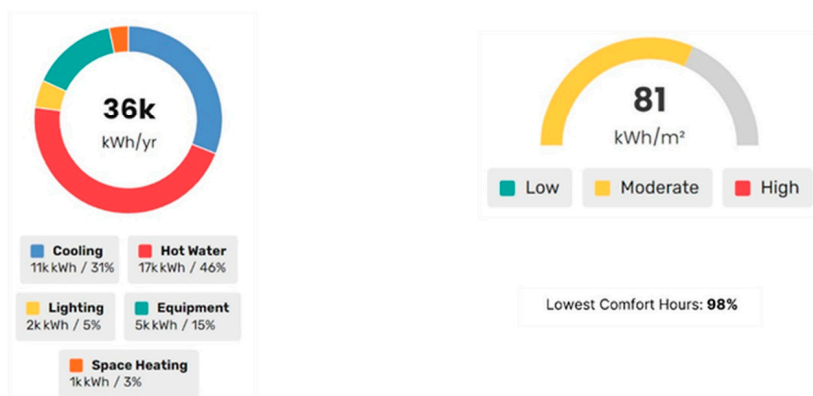 36k
kWh/yr
Cooling
11k kWh / 31%
Hot Water
17k kWh / 46%
Lighting
2k kWh / 5%
Equipment
5k kWh / 15%
Space Heating
1k kWh / 3%
81
kWh/m²
Low
Moderate
High
Lowest Comfort Hours: 98%